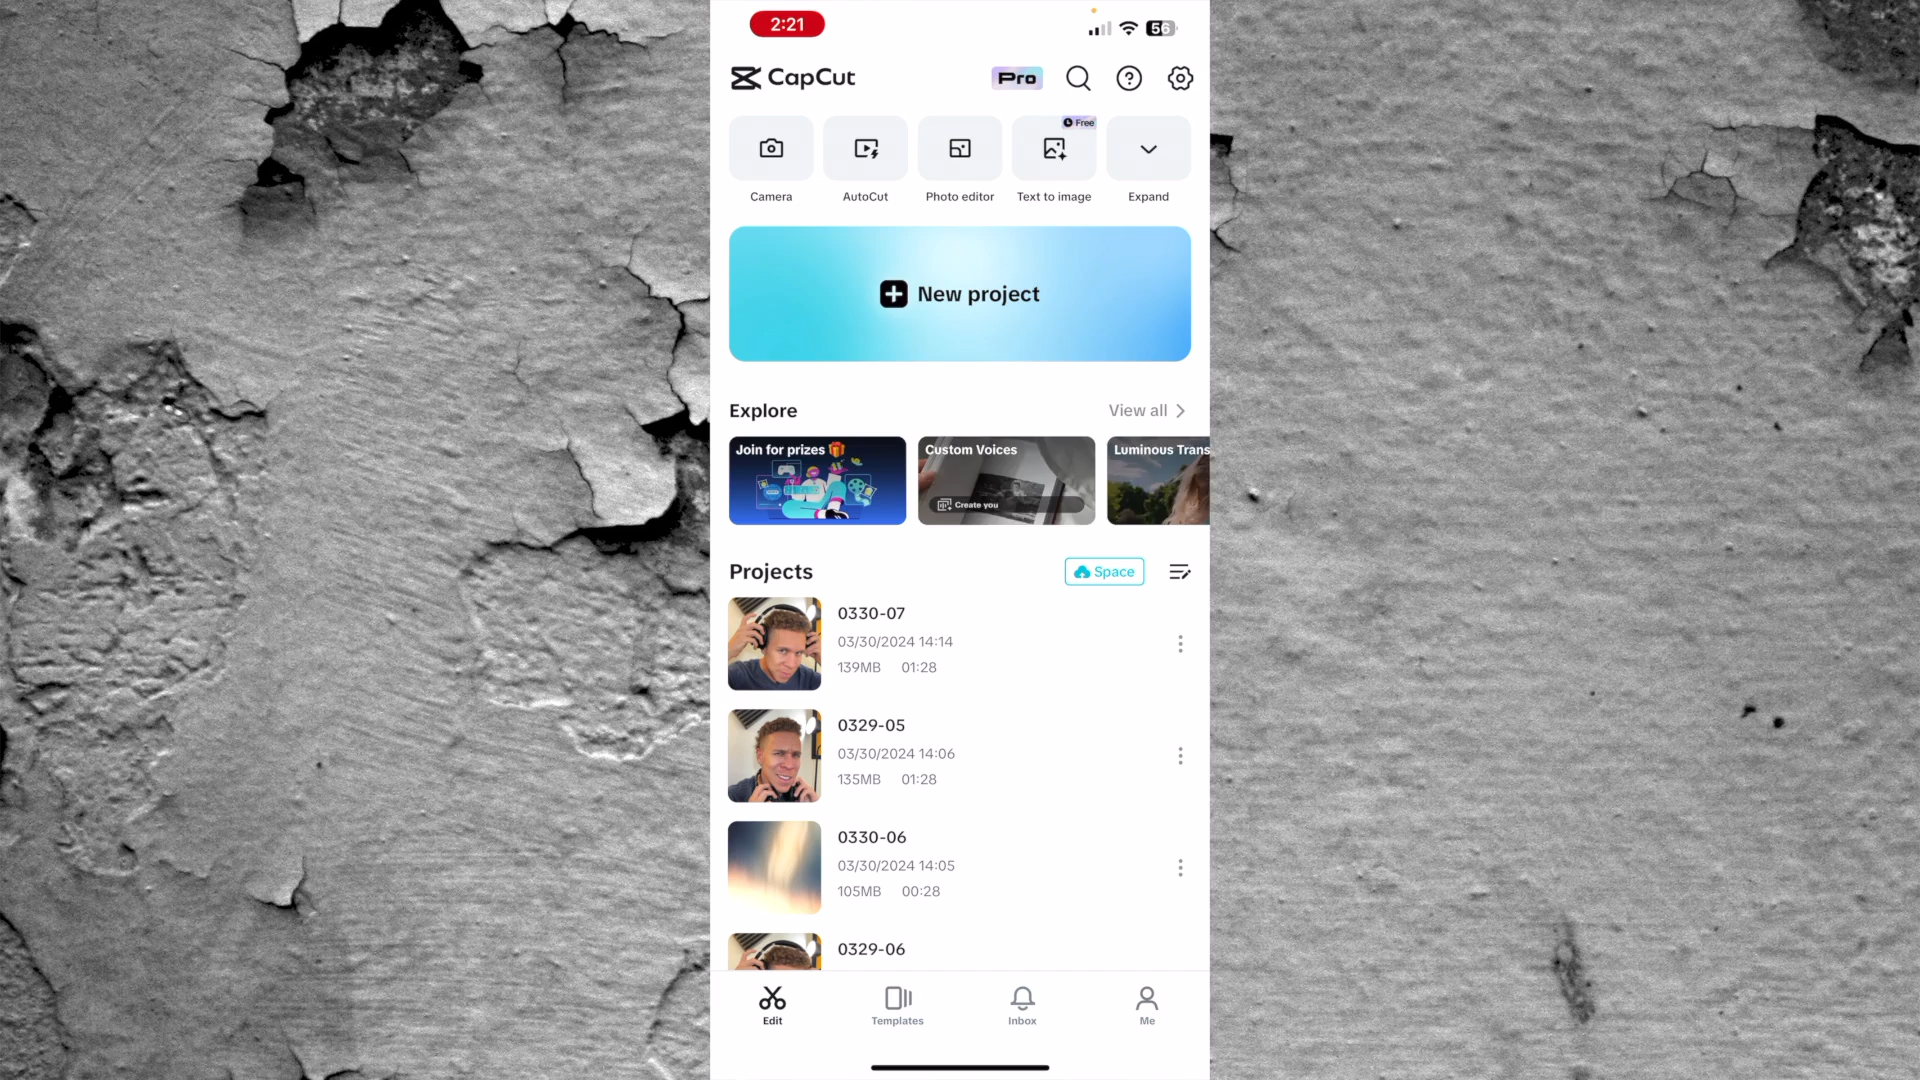 2:21
56
CapCut
Pro
Free
Camera
AutoCut
Photo editor
Text to image
Expand
New project
Explore
View all
Join for prizes
Custom Voices
Create you
Luminous Trans
Projects
Space
0330-07
03/30/2024 14:14
139MB 01:28
0329-05
03/30/2024 14:06
135MB 01:28
0330-06
03/30/2024 14:05
105MB 00:28
0329-06
Edit
Templates
Inbox
Me